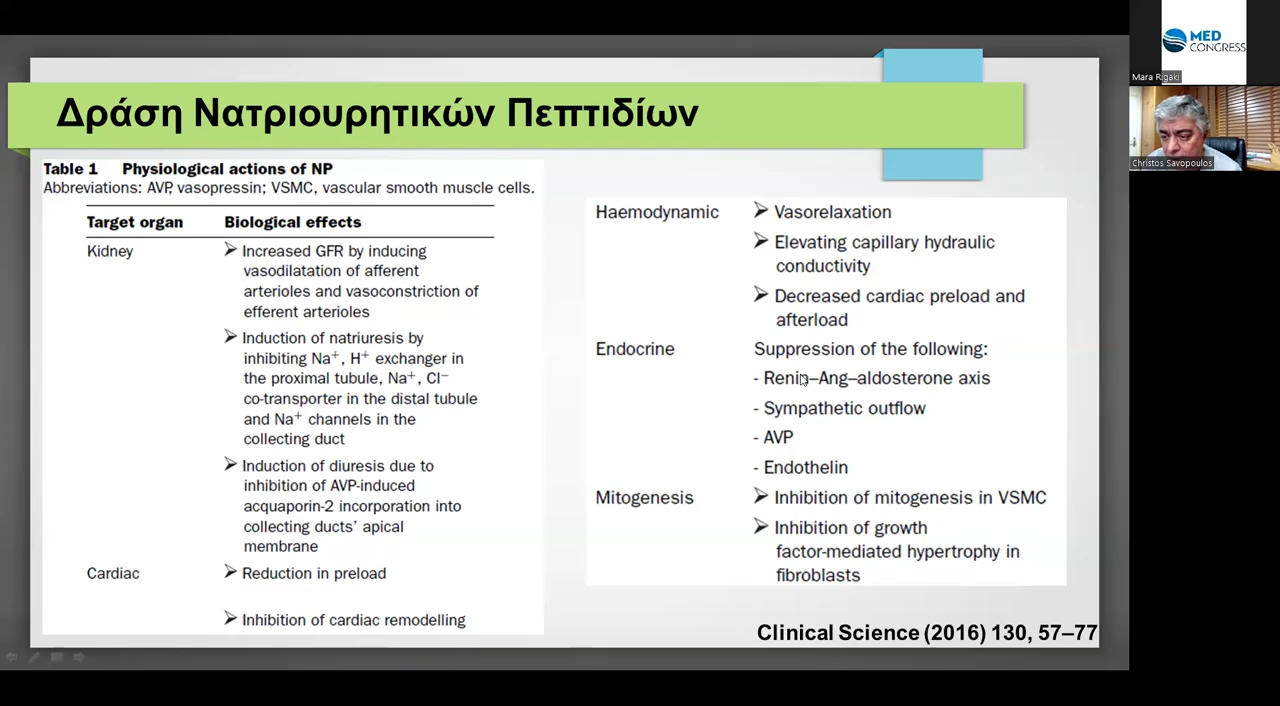 Δράση Νατριουρητικών Πεπτιδίων
Table 1 Physiological actions of NP
Abbreviations: AVP, vasopressin; VSMC, vascular smooth muscle cells.
Target organ Biological effects
Kidney ➢ Increased GFR by inducing
vasodilatation of afferent
arterioles and vasoconstriction of
efferent arterioles
➢ Induction of natriuresis by
inhibiting Na⁺, H⁺ exchanger in
the proximal tubule, Na⁺, Cl⁻
co-transporter in the distal tubule
and Na⁺ channels in the
collecting duct
➢ Induction of diuresis due to
inhibition of AVP-induced
acquaporin-2 incorporation into
collecting ducts' apical
membrane
Cardiac ➢ Reduction in preload
➢ Inhibition of cardiac remodelling
Haemodynamic ➢ Vasorelaxation
➢ Elevating capillary hydraulic
conductivity
➢ Decreased cardiac preload and
afterload
Endocrine Suppression of the following:
- Renin–Ang–aldosterone axis
- Sympathetic outflow
- AVP
- Endothelin
Mitogenesis ➢ Inhibition of mitogenesis in VSMC
➢ Inhibition of growth
factor-mediated hypertrophy in
fibroblasts
Clinical Science (2016) 130, 57–77
MED
CONGRESS
Mara Rigaki
Christos Savopoulos